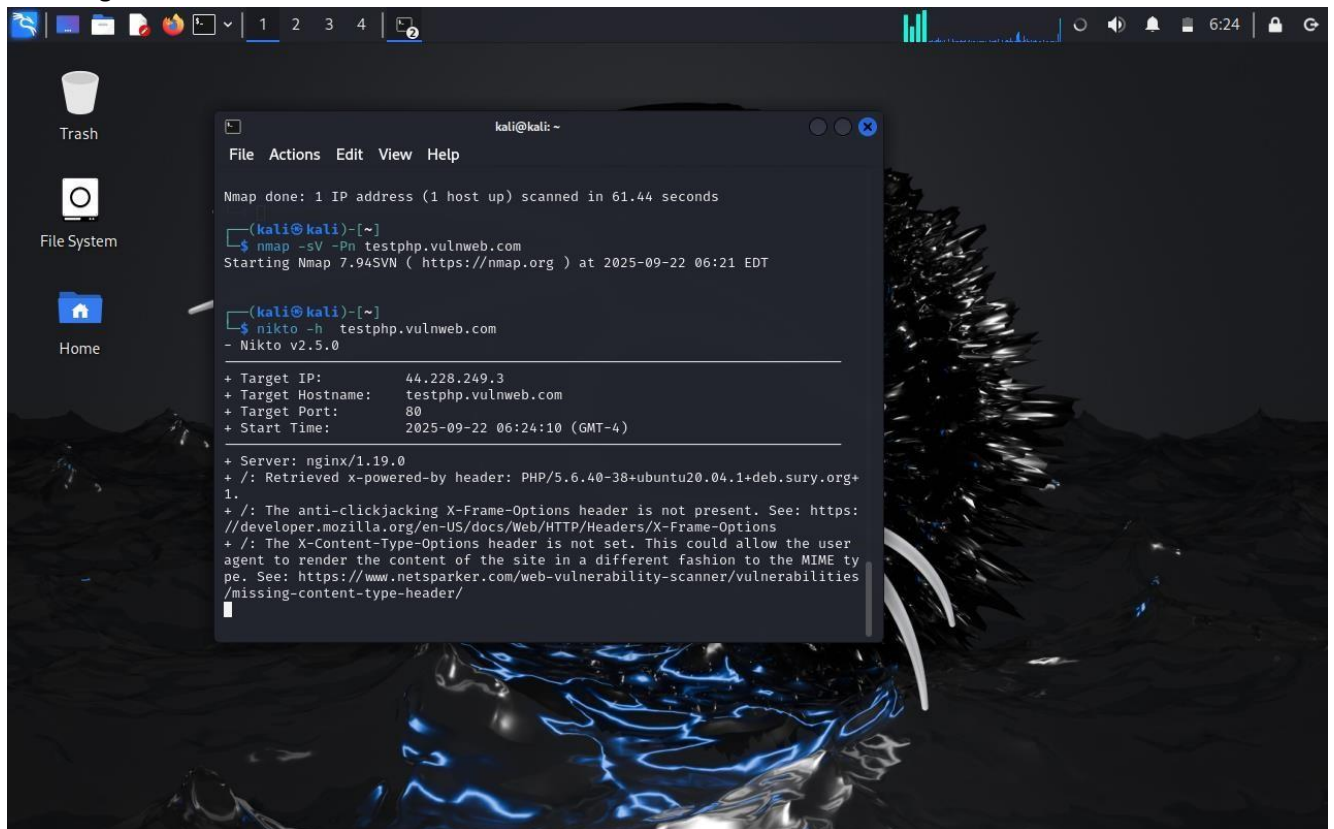 1 2 3 4 2 6:24
Trash
File System
Home
kali@kali: ~
File Actions Edit View Help
Nmap done: 1 IP address (1 host up) scanned in 61.44 seconds
(kali㉿kali)-[~]
$ nmap -sV -Pn testphp.vulnweb.com
Starting Nmap 7.94SVN ( https://nmap.org ) at 2025-09-22 06:21 EDT
(kali㉿kali)-[~]
$ nikto -h  testphp.vulnweb.com
- Nikto v2.5.0
+ Target IP: 44.228.249.3
+ Target Hostname: testphp.vulnweb.com
+ Target Port: 80
+ Start Time: 2025-09-22 06:24:10 (GMT-4)
+ Server: nginx/1.19.0
+ /: Retrieved x-powered-by header: PHP/5.6.40-38+ubuntu20.04.1+deb.sury.org+
1.
+ /: The anti-clickjacking X-Frame-Options header is not present. See: https:
//developer.mozilla.org/en-US/docs/Web/HTTP/Headers/X-Frame-Options
+ /: The X-Content-Type-Options header is not set. This could allow the user
agent to render the content of the site in a different fashion to the MIME ty
pe. See: https://www.netsparker.com/web-vulnerability-scanner/vulnerabilities
/missing-content-type-header/